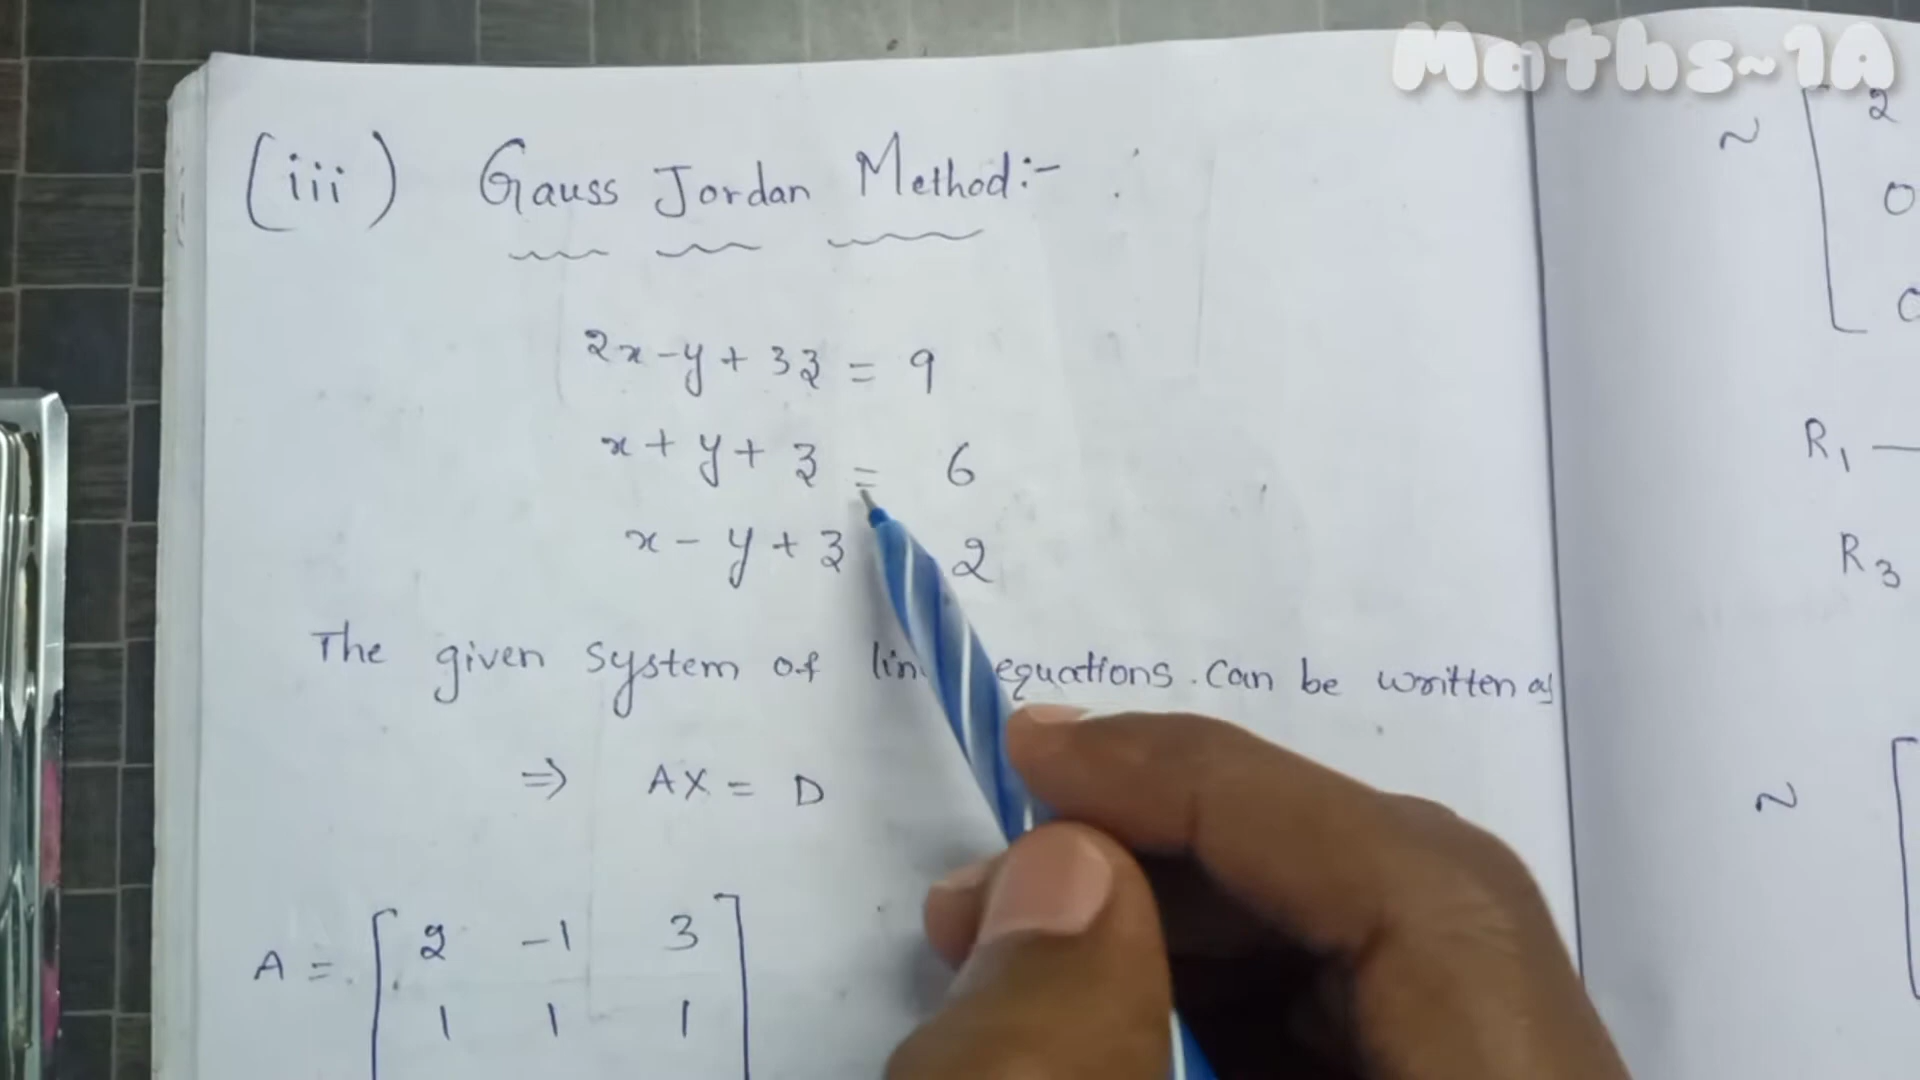 Maths~1A
(iii) Gauss Jordan Method:-
2x-y+3z = 9
x+y+z = 6
x-y+z 2
The given system of equations. Can be written as
⇒ AX = D
A = 2 -1 3
1 1 1
~ 2
0
0
R1 —
R3
~